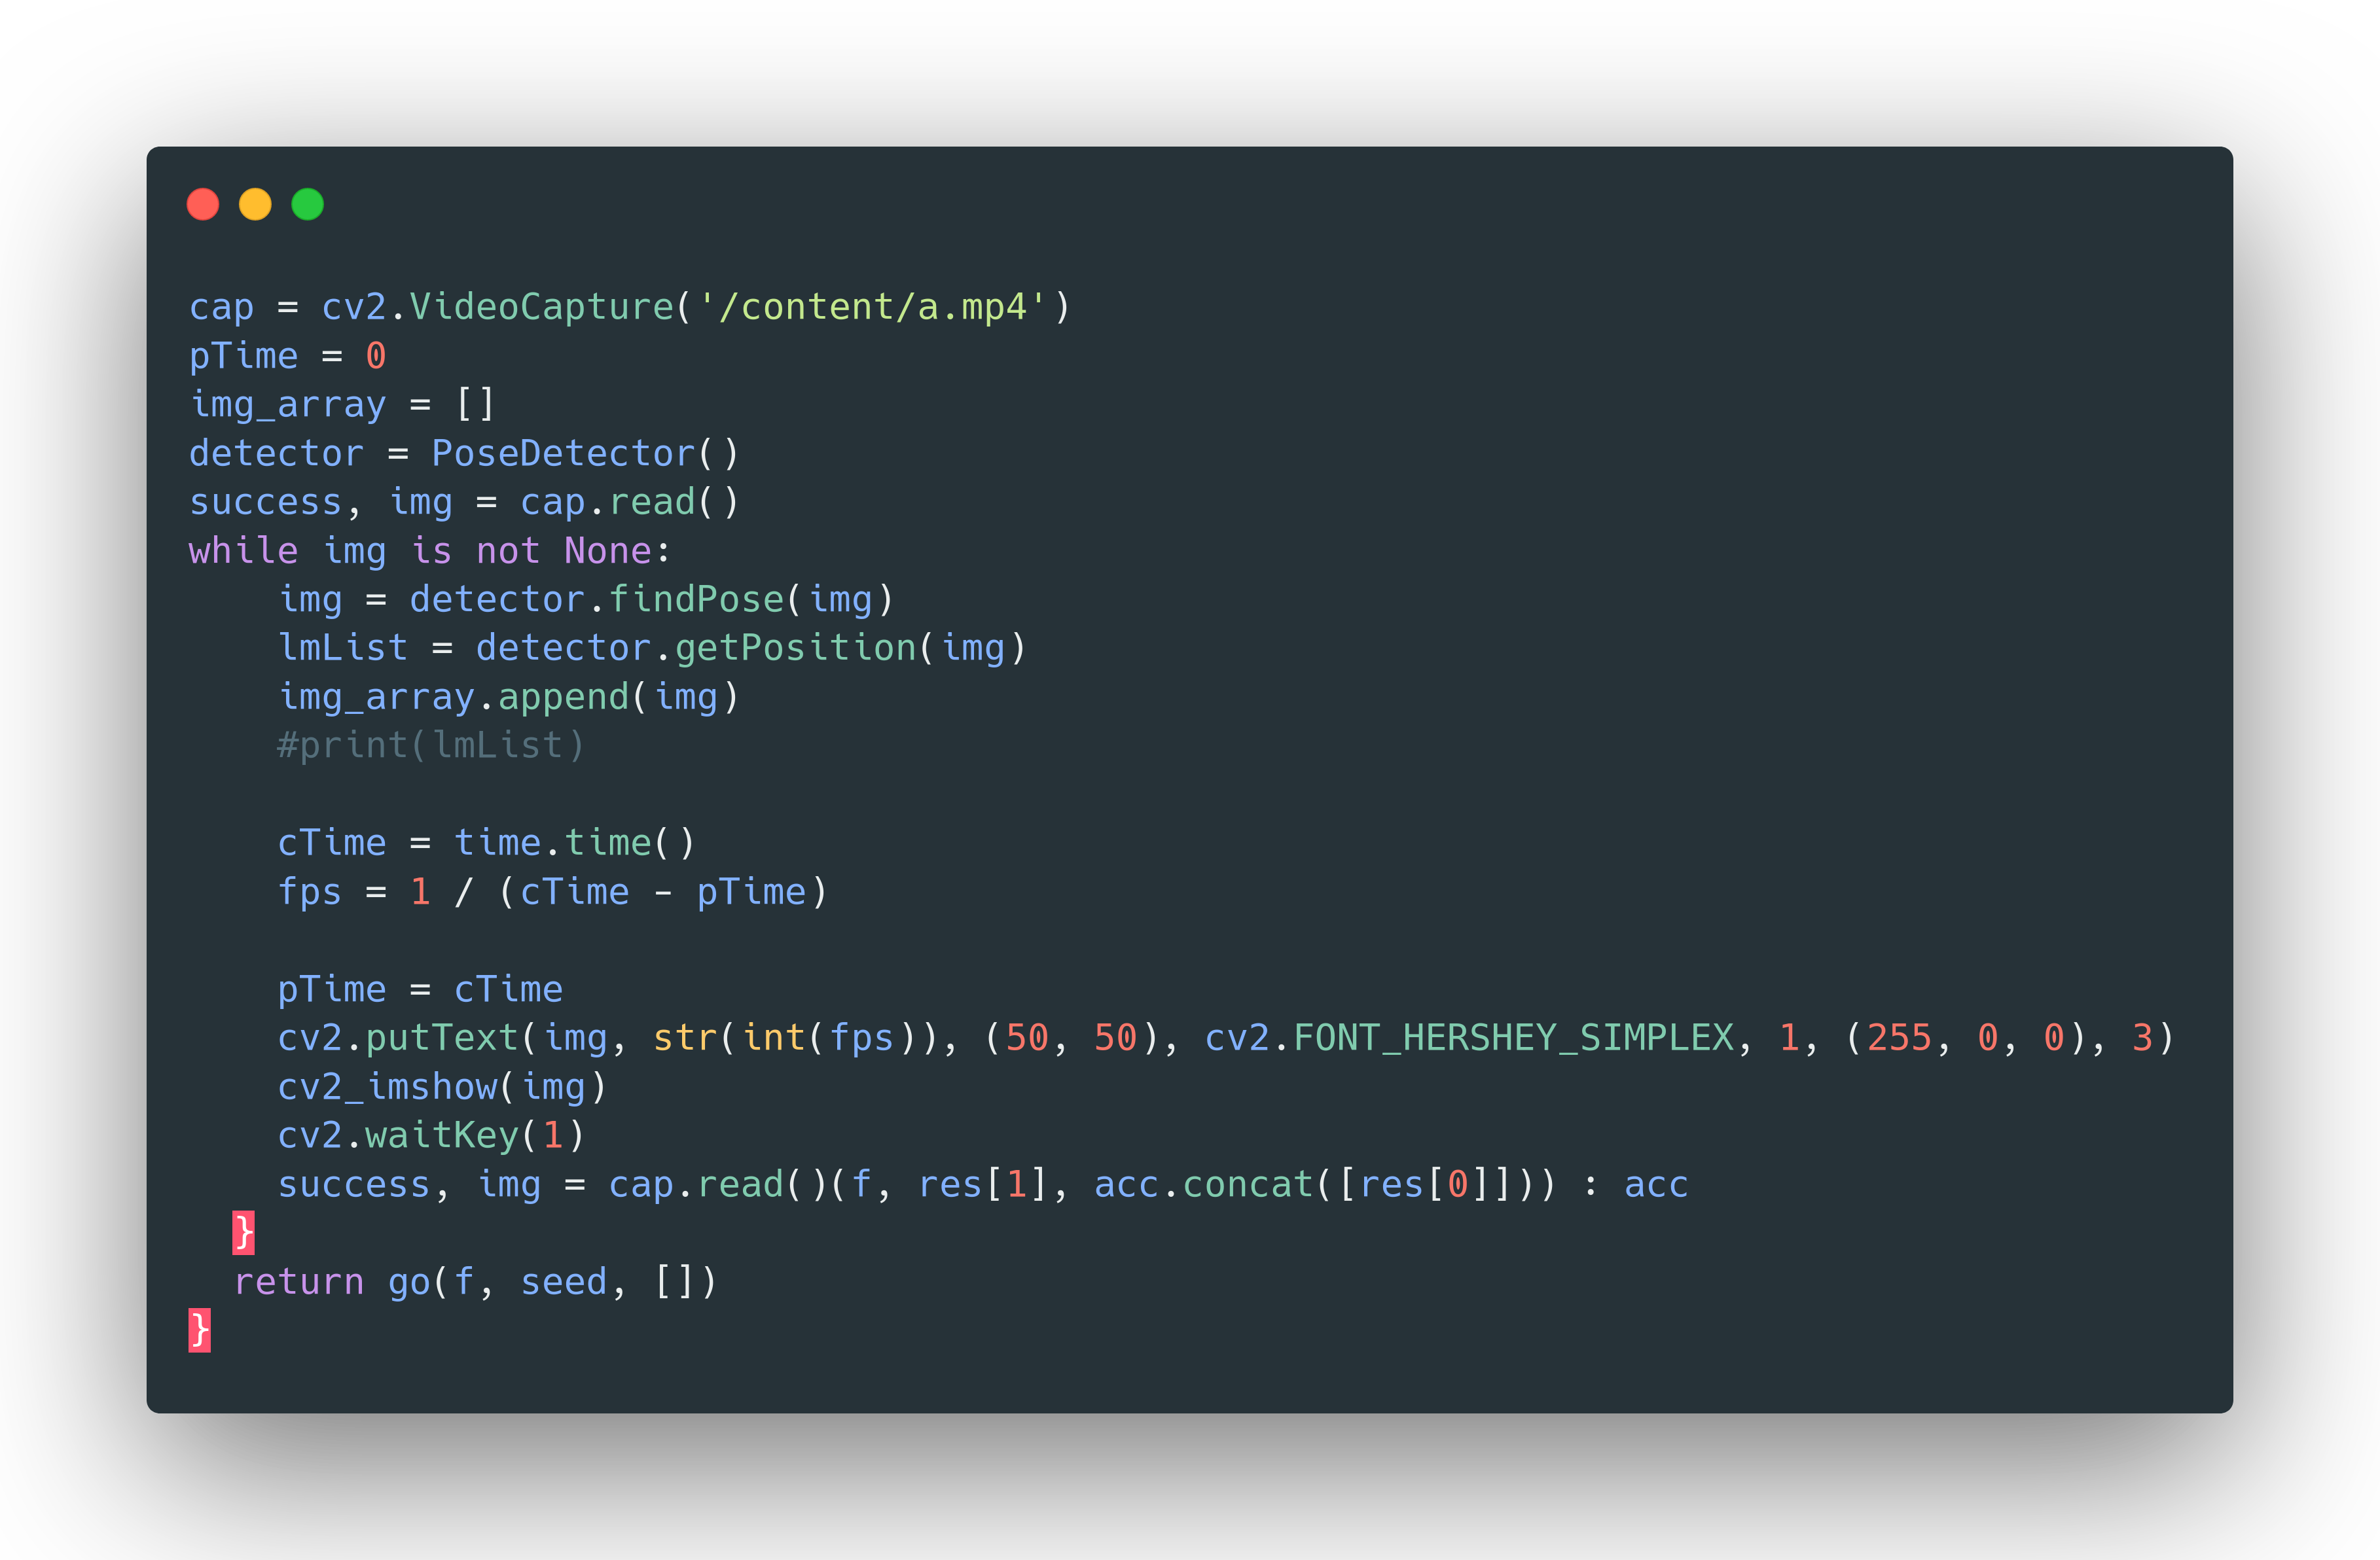 cap = cv2.VideoCapture('/content/a.mp4')
pTime = 0
img_array = []
detector = PoseDetector()
success, img = cap.read()
while img is not None:
    img = detector.findPose(img)
    lmList = detector.getPosition(img)
    img_array.append(img)
    #print(lmList)

    cTime = time.time()
    fps = 1 / (cTime - pTime)

    pTime = cTime
    cv2.putText(img, str(int(fps)), (50, 50), cv2.FONT_HERSHEY_SIMPLEX, 1, (255, 0, 0), 3)
    cv2_imshow(img)
    cv2.waitKey(1)
    success, img = cap.read()(f, res[1], acc.concat([res[0]])) : acc
  }
  return go(f, seed, [])
}